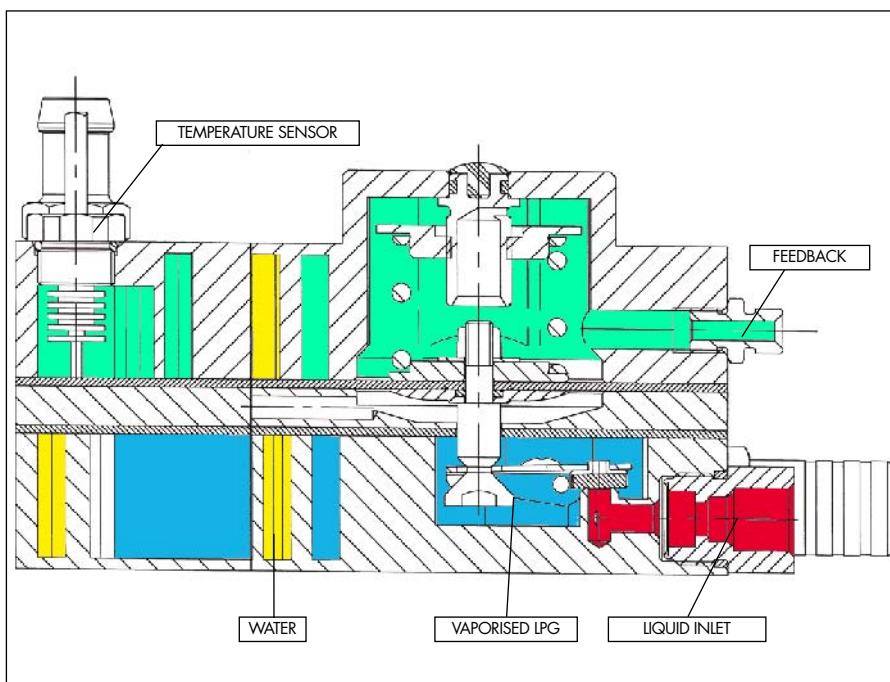 TEMPERATURE SENSOR
FEEDBACK
WATER
VAPORISED LPG
LIQUID INLET